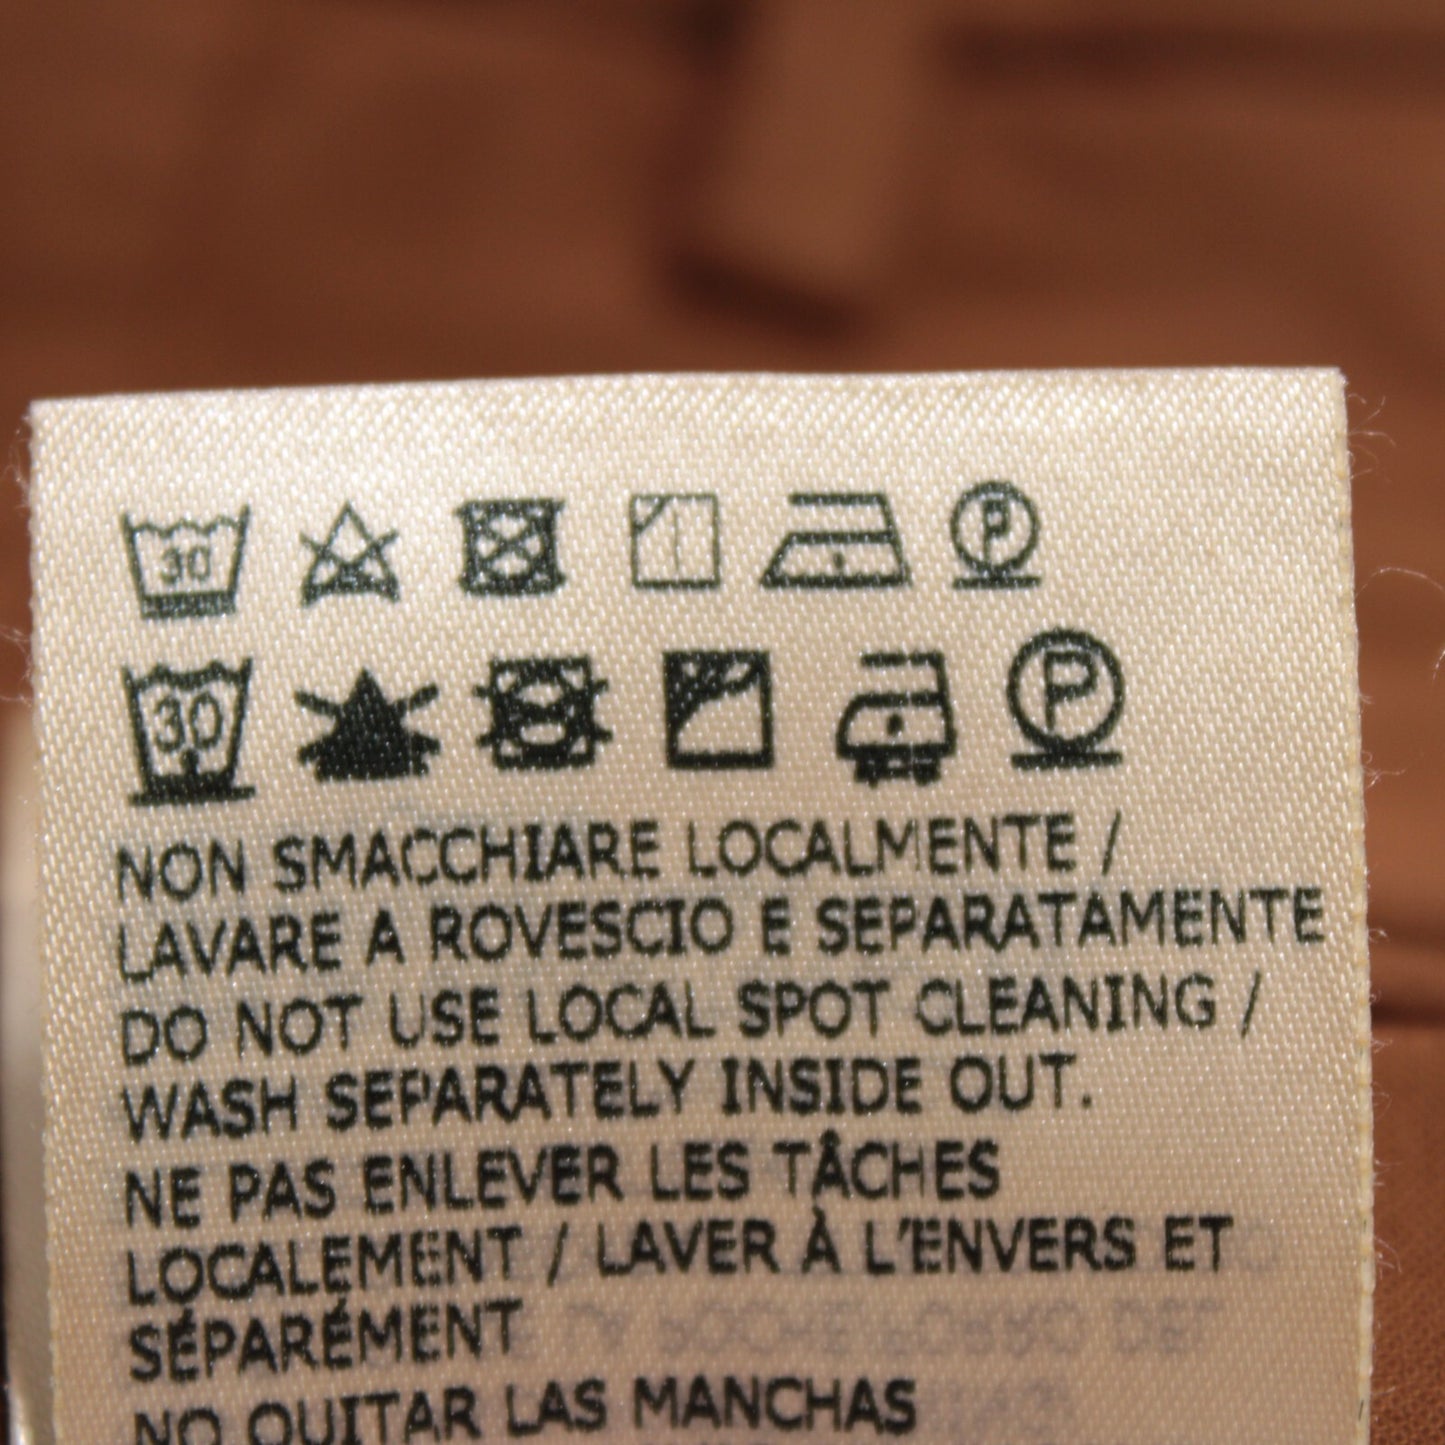 30 P
30 P
NON SMACCHIARE LOCALMENTE /
LAVARE A ROVESCIO E SEPARATAMENTE
DO NOT USE LOCAL SPOT CLEANING /
WASH SEPARATELY INSIDE OUT.
NE PAS ENLEVER LES TÂCHES
LOCALEMENT / LAVER À L'ENVERS ET
SÉPARÉMENT
NO QUITAR LAS MANCHAS